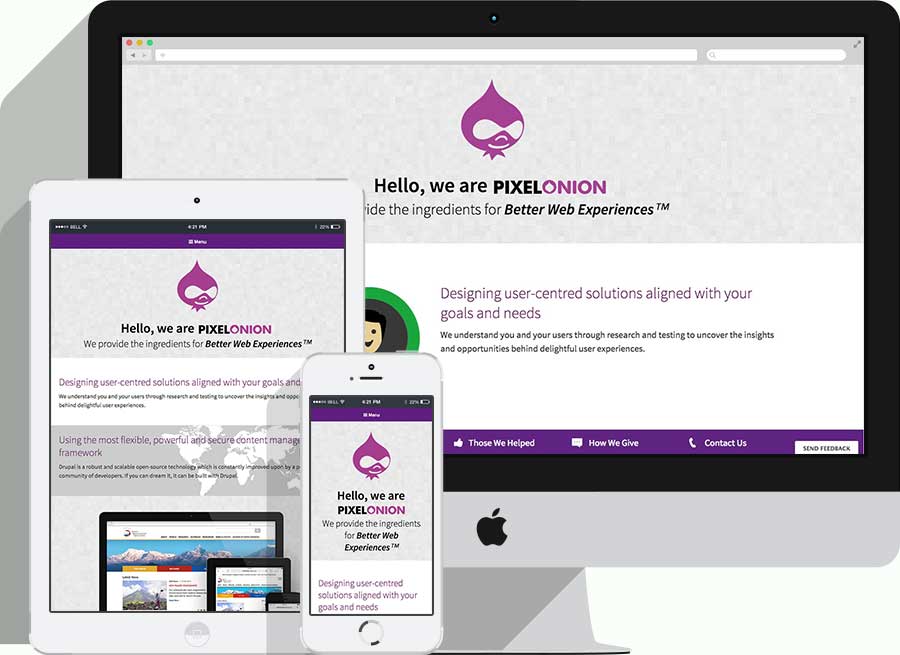 Hello, we are PIXELONION
ide the ingredients for Better Web Experiences™
Designing user-centred solutions aligned with your
goals and needs
We understand you and your users through research and testing to uncover the insights
and opportunities behind delightful user experiences.
Those We Helped
How We Give
Contact Us
SEND FEEDBACK
BELL
4:21 PM
22%
Menu
Hello, we are PIXELONION
We provide the ingredients for Better Web Experiences™
Designing user-centred solutions aligned with your goals and
We understand you and your users through research and testing to uncover the insights and oppo
behind delightful user experiences.
Using the most flexible, powerful and secure content manage
framework
Drupal is a robust and scalable open-source technology which is constantly improved upon by a p
community of developers. If you can dream it, it can be built with Drupal.
BELL
4:21 PM
22%
Menu
Hello, we are
PIXELONION
We provide the ingredients
for Better Web
Experiences™
Designing user-centred
solutions aligned with your
goals and needs